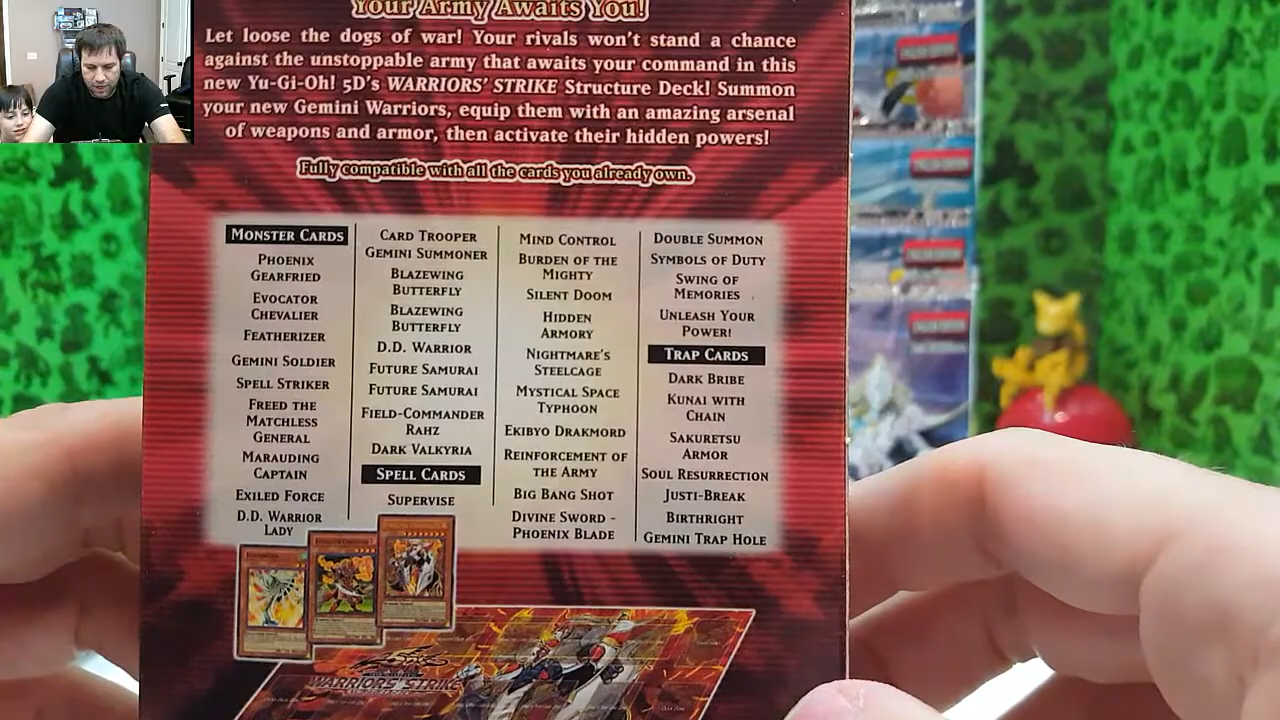 Your Army Awaits You!
Let loose the dogs of war! Your rivals won't stand a chance
against the unstoppable army that awaits your command in this
new Yu-Gi-Oh! 5D's WARRIORS' STRIKE Structure Deck! Summon
your new Gemini Warriors, equip them with an amazing arsenal
of weapons and armor, then activate their hidden powers!
Fully compatible with all the cards you already own.
MONSTER CARDS
PHOENIX
GEARFRIED
EVOCATOR
CHEVALIER
FEATHERIZER
GEMINI SOLDIER
SPELL STRIKER
FREED THE
MATCHLESS
GENERAL
MARAUDING
CAPTAIN
EXILED FORCE
D.D. WARRIOR
LADY
CARD TROOPER
GEMINI SUMMONER
BLAZEWING
BUTTERFLY
BLAZEWING
BUTTERFLY
D.D. WARRIOR
FUTURE SAMURAI
FUTURE SAMURAI
FIELD-COMMANDER
RAHZ
DARK VALKYRIA
SPELL CARDS
SUPERVISE
MIND CONTROL
BURDEN OF THE
MIGHTY
SILENT DOOM
HIDDEN
ARMORY
NIGHTMARE'S
STEELCAGE
MYSTICAL SPACE
TYPHOON
EKIBYO DRAKMORD
REINFORCEMENT OF
THE ARMY
BIG BANG SHOT
DIVINE SWORD -
PHOENIX BLADE
DOUBLE SUMMON
SYMBOLS OF DUTY
SWING OF
MEMORIES
UNLEASH YOUR
POWER!
TRAP CARDS
DARK BRIBE
KUNAI WITH
CHAIN
SAKURETSU
ARMOR
SOUL RESURRECTION
JUSTI-BREAK
BIRTHRIGHT
GEMINI TRAP HOLE
5D's
WARRIORS' STRIKE